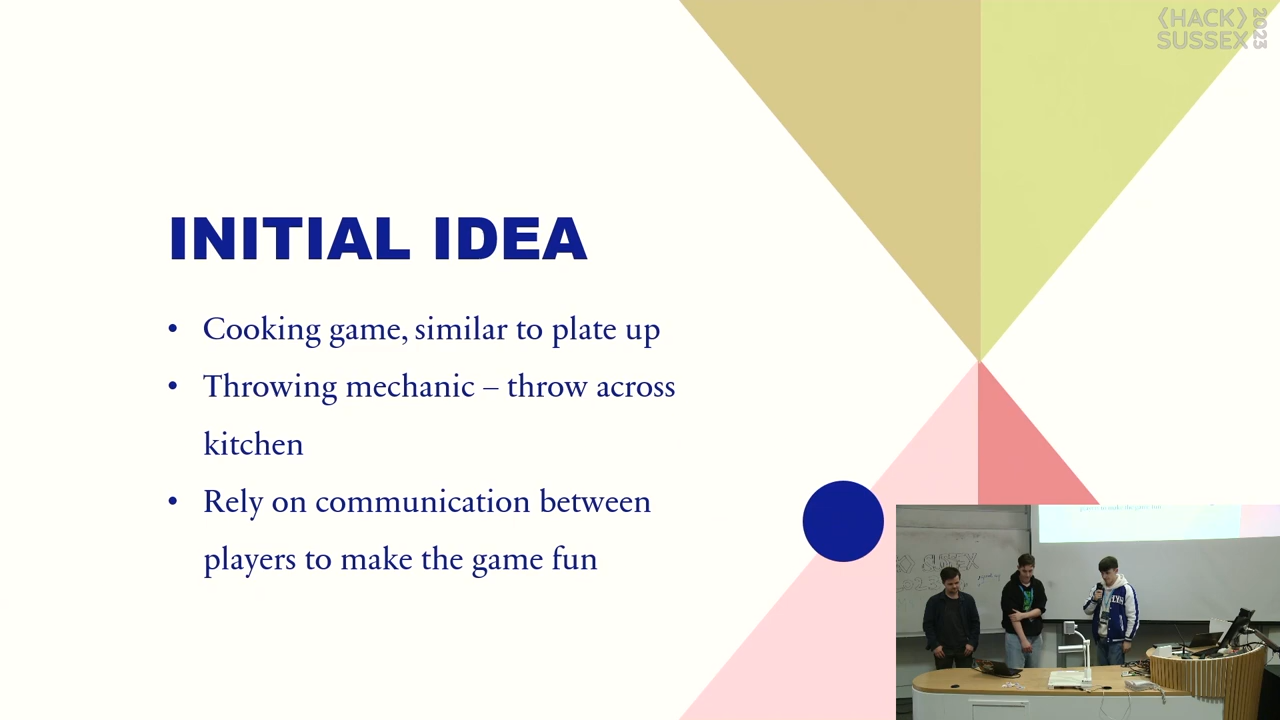 ⟨HACK⟩
SUSSEX
2023
INITIAL IDEA
• Cooking game, similar to plate up
• Throwing mechanic – throw across
kitchen
• Rely on communication between
players to make the game fun